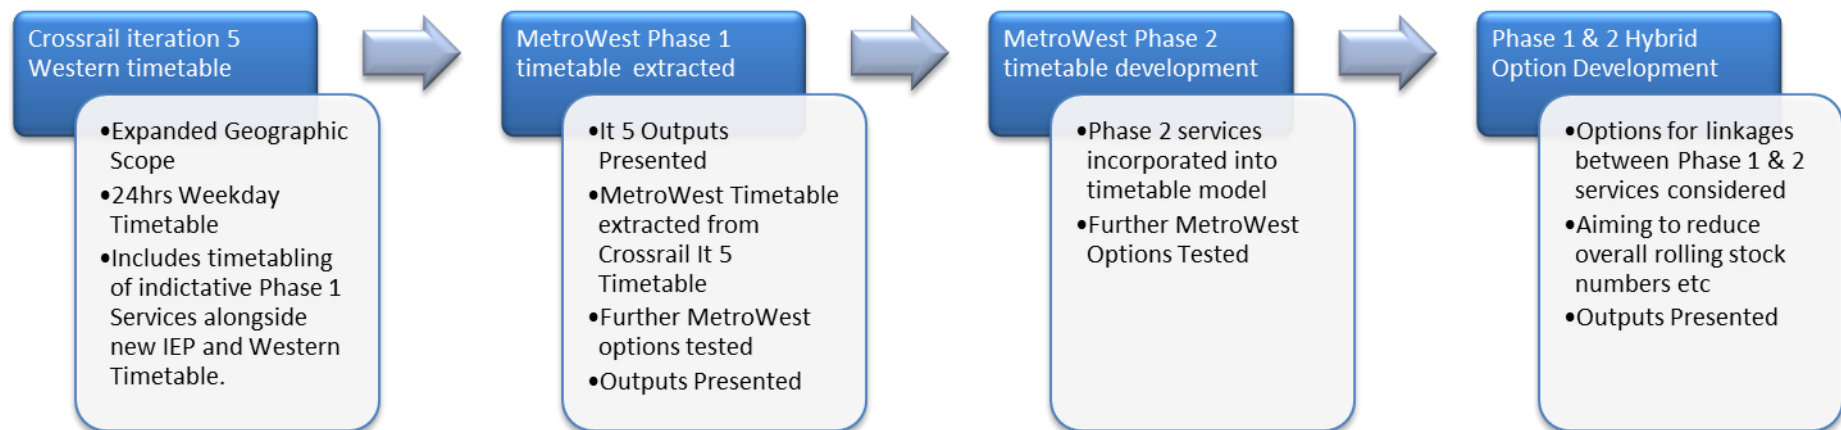 Crossrail iteration 5
Western timetable
•Expanded Geographic
Scope
•24hrs Weekday
Timetable
•Includes timetabling
of indictative Phase 1
Services alongside
new IEP and Western
Timetable.
MetroWest Phase 1
timetable extracted
•It 5 Outputs
Presented
•MetroWest Timetable
extracted from
Crossrail It 5
Timetable
•Further MetroWest
options tested
•Outputs Presented
MetroWest Phase 2
timetable development
•Phase 2 services
incorporated into
timetable model
•Further MetroWest
Options Tested
Phase 1 & 2 Hybrid
Option Development
•Options for linkages
between Phase 1 & 2
services considered
•Aiming to reduce
overall rolling stock
numbers etc
•Outputs Presented